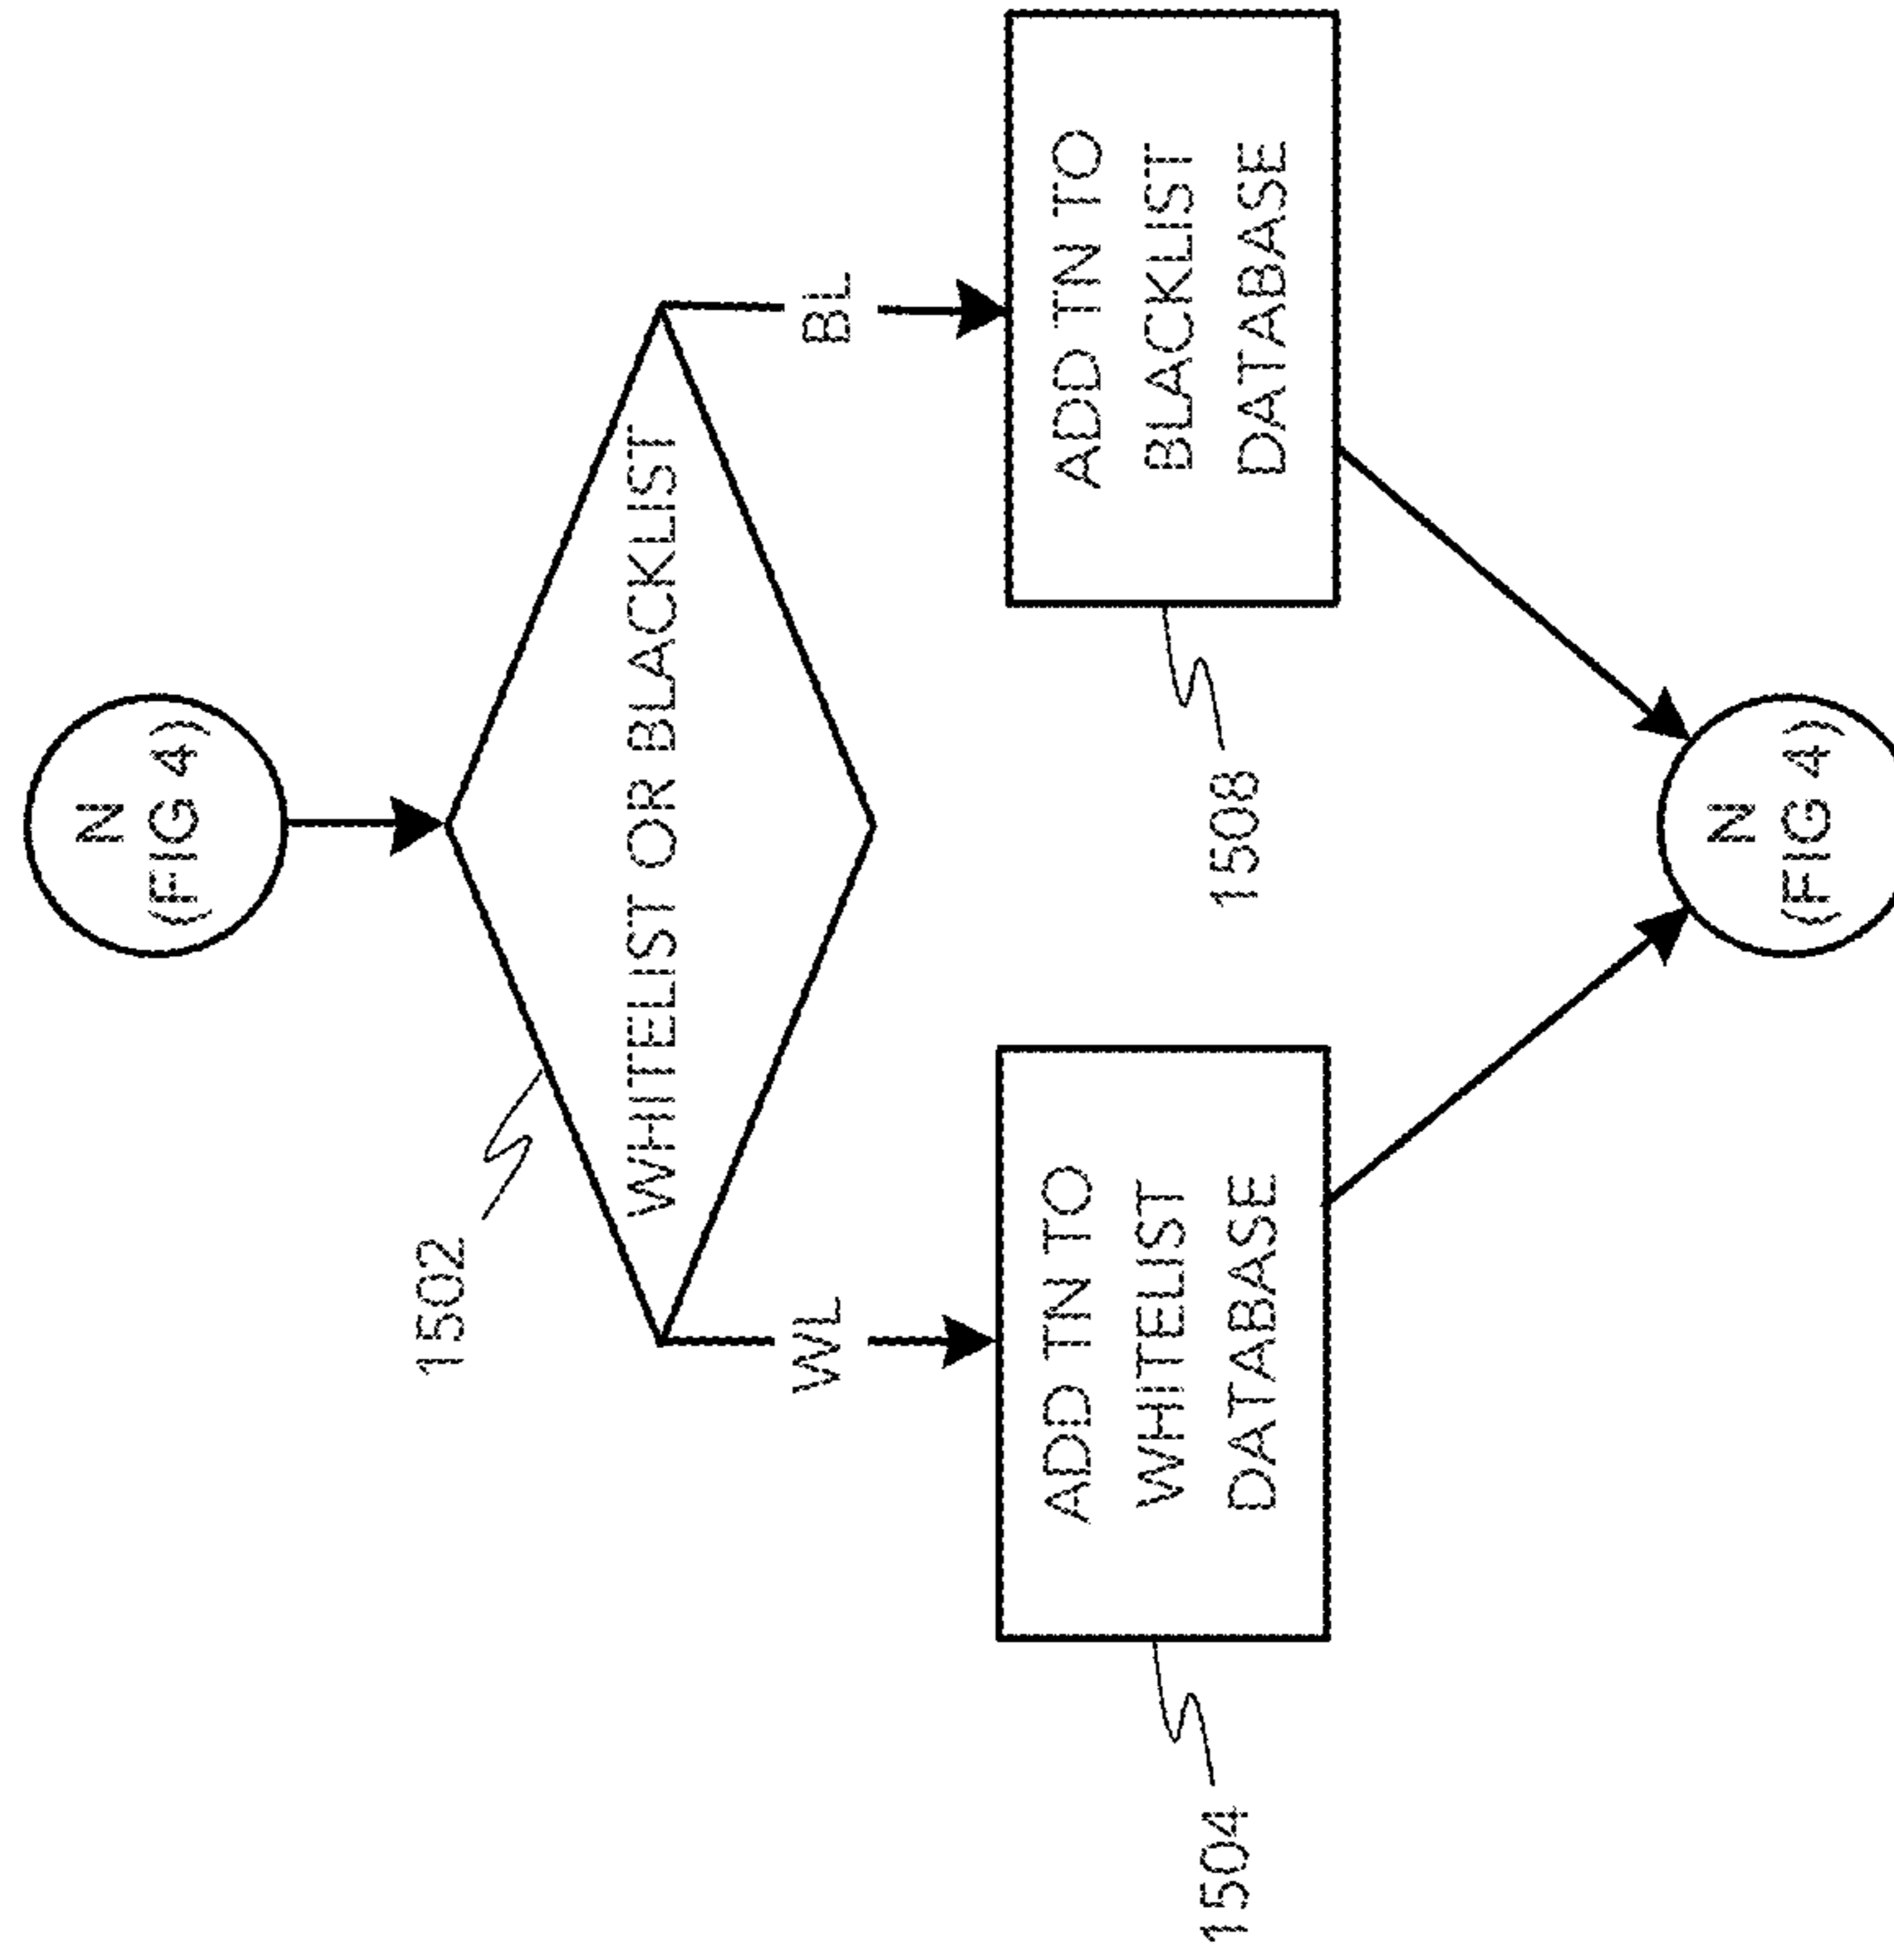 N
(FIG 4)
1502
WHITELIST OR BLACKLIST
WL
BL
ADD TN TO
WHITELIST
DATABASE
ADD TN TO
BLACKLIST
DATABASE
1504
1508
N
(FIG 4)